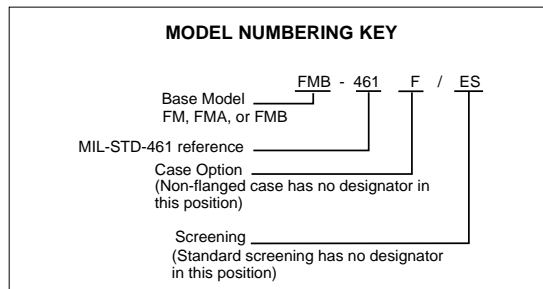 MODEL NUMBERING KEY
FMB - 461 F / ES
Base Model
FM, FMA, or FMB
MIL-STD-461 reference
Case Option
(Non-flanged case has no designator in
this position)
Screening
(Standard screening has no designator
in this position)